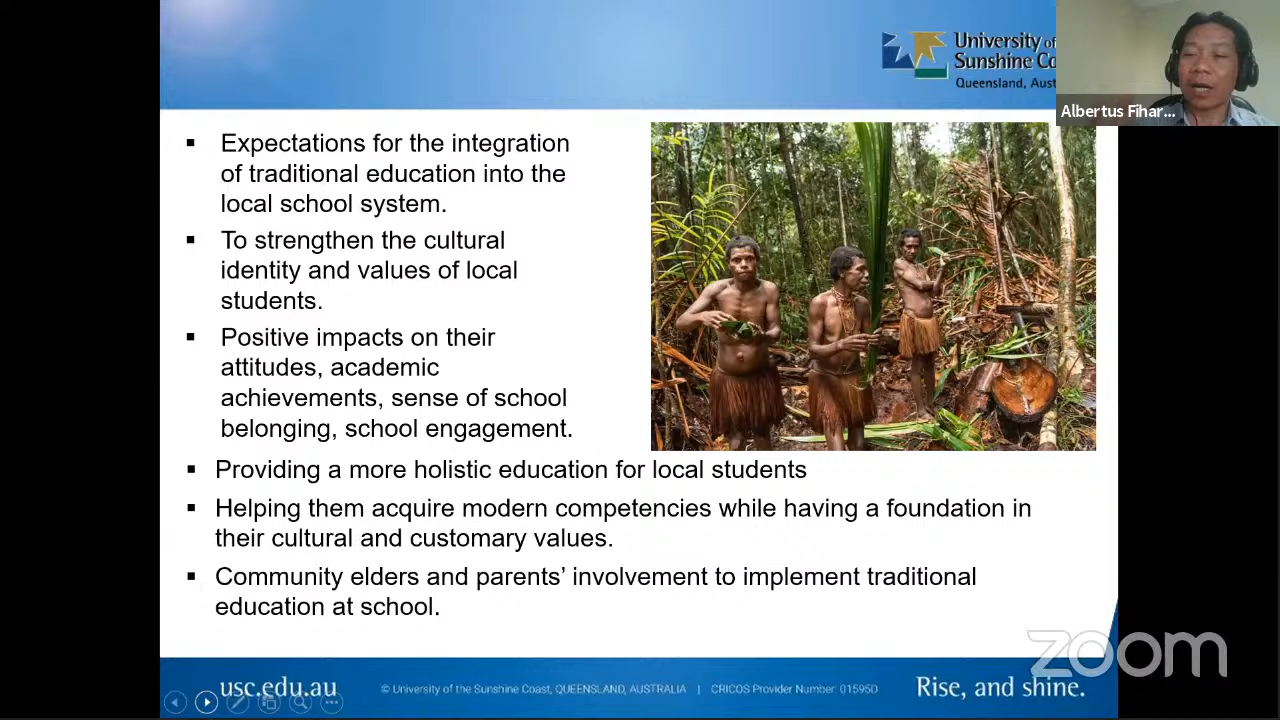 University of
Sunshine Co
Queensland, Aust
Albertus Fihar...
▪ Expectations for the integration
of traditional education into the
local school system.
▪ To strengthen the cultural
identity and values of local
students.
▪ Positive impacts on their
attitudes, academic
achievements, sense of school
belonging, school engagement.
▪ Providing a more holistic education for local students
▪ Helping them acquire modern competencies while having a foundation in
their cultural and customary values.
▪ Community elders and parents’ involvement to implement traditional
education at school.
zoom
usc.edu.au
© University of the Sunshine Coast, QUEENSLAND, AUSTRALIA | CRICOS Provider Number: 01595D
Rise, and shine.